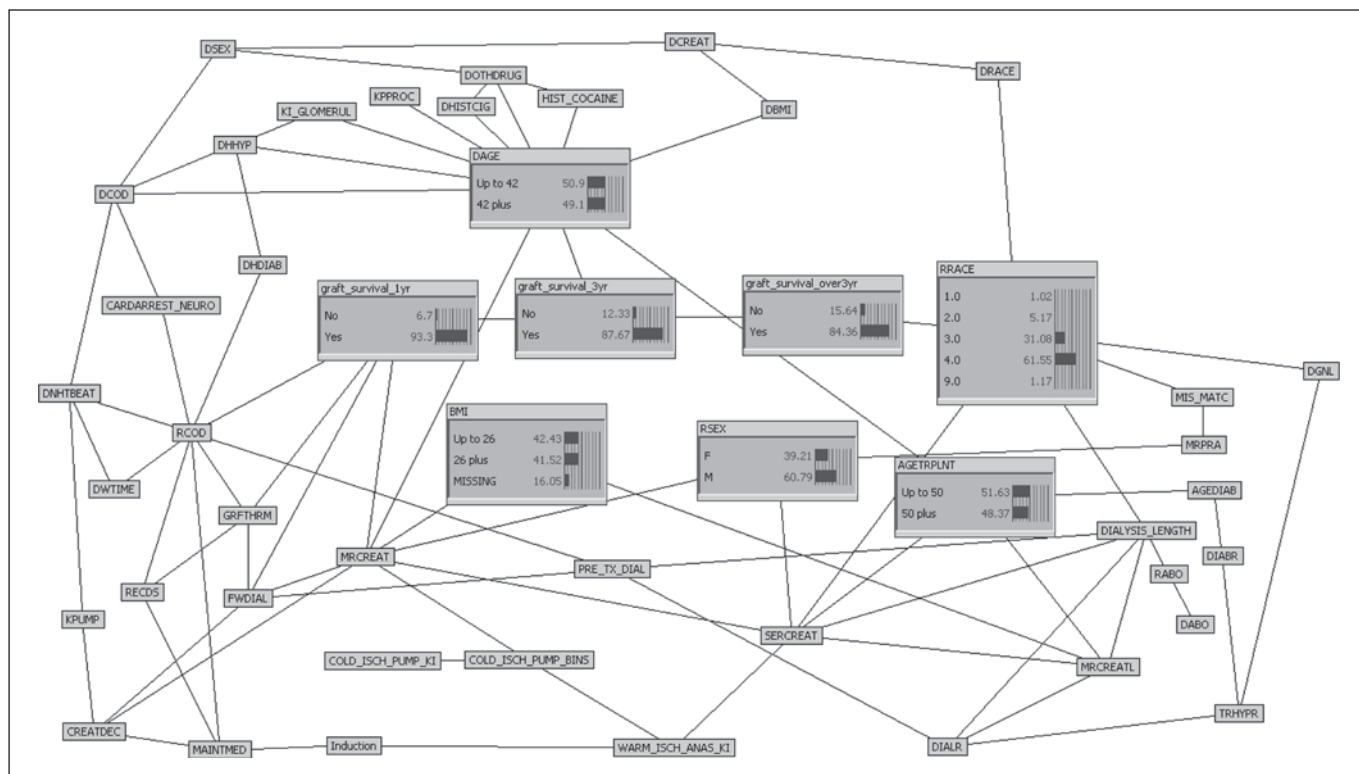 DSEX
DCREAT
DRACE
DOTHDRUG
KPPROC
DHISTCIG
HIST_COCAINE
DBMI
KI_GLOMERUL
DHHYP
DCOD
DAGE
Up to 42 50.9
42 plus 49.1
DHDIAB
CARDARREST_NEURO
graft_survival_1yr
No 6.7
Yes 93.3
graft_survival_3yr
No 12.33
Yes 87.67
graft_survival_over3yr
No 15.64
Yes 84.36
RRACE
1.0 1.02
2.0 5.17
3.0 31.08
4.0 61.55
9.0 1.17
DGNL
MIS_MATC
MRPRA
DNHTBEAT
RCOD
DWTIME
BMI
Up to 26 42.43
26 plus 41.52
MISSING 16.05
RSEX
F 39.21
M 60.79
AGETRPLNT
Up to 50 51.63
50 plus 48.37
AGEDIAB
GRFTHRM
DIALYSIS_LENGTH
MRCREAT
PRE_TX_DIAL
DIABR
RABO
RECDS
FWDIAL
KPUMP
SERCREAT
DABO
COLD_ISCH_PUMP_KI
COLD_ISCH_PUMP_BINS
MRCREATL
TRHYPR
CREATDEC
MAINTMED
Induction
WARM_ISCH_ANAS_KI
DIALR